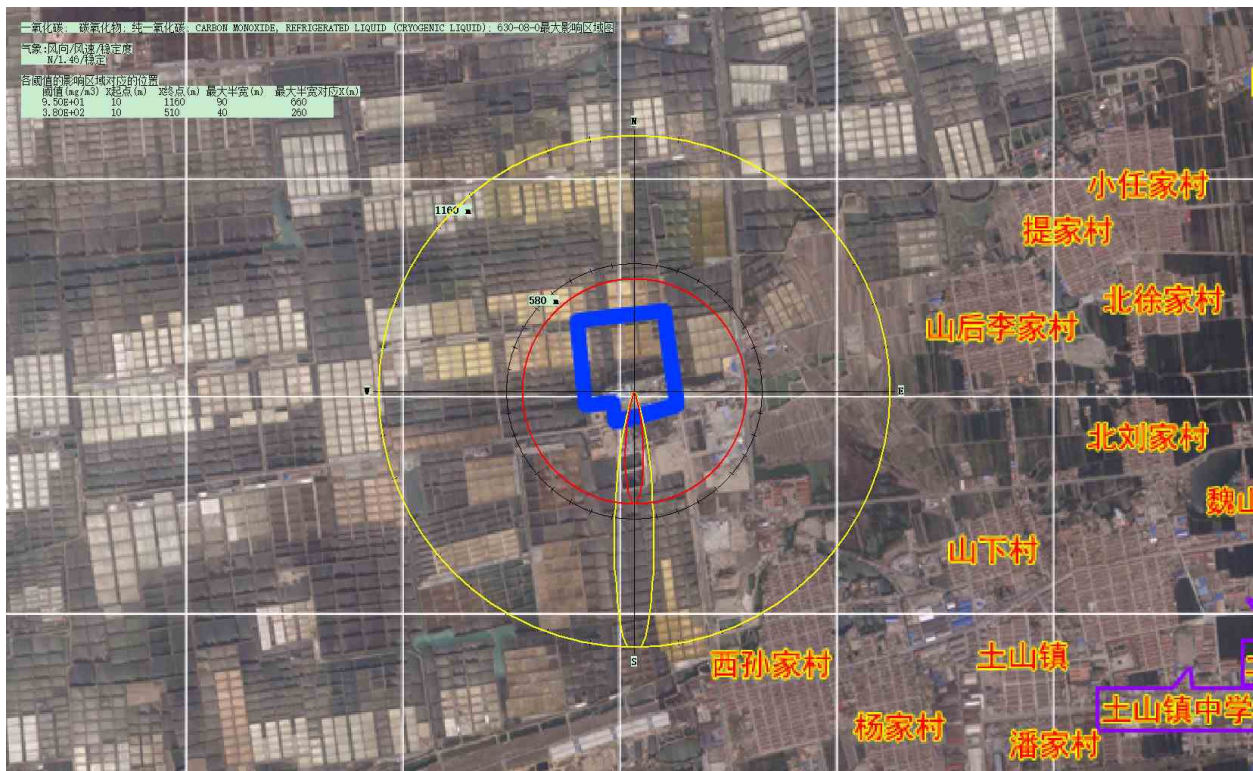 一氧化碳; 碳氧化物; 纯一氧化碳; CARBON MONOXIDE, REFRIGERATED LIQUID (CRYOGENIC LIQUID); 630-08-0最大影响区域图
气象:风向/风速/稳定度
N/1.46/稳定
各阈值的影响区域对应的位置
阈值(mg/m3) X起点(m) X终点(m) 最大半宽(m) 最大半宽对应X(m)
9.50E+01 10 1160 90 660
3.80E+02 10 510 40 260
N
小任家村
1160 m
提家村
580 m
北徐家村
山后李家村
W
E
北刘家村
魏山
山下村
西孙家村
S
土山镇
土山镇中学
杨家村
潘家村